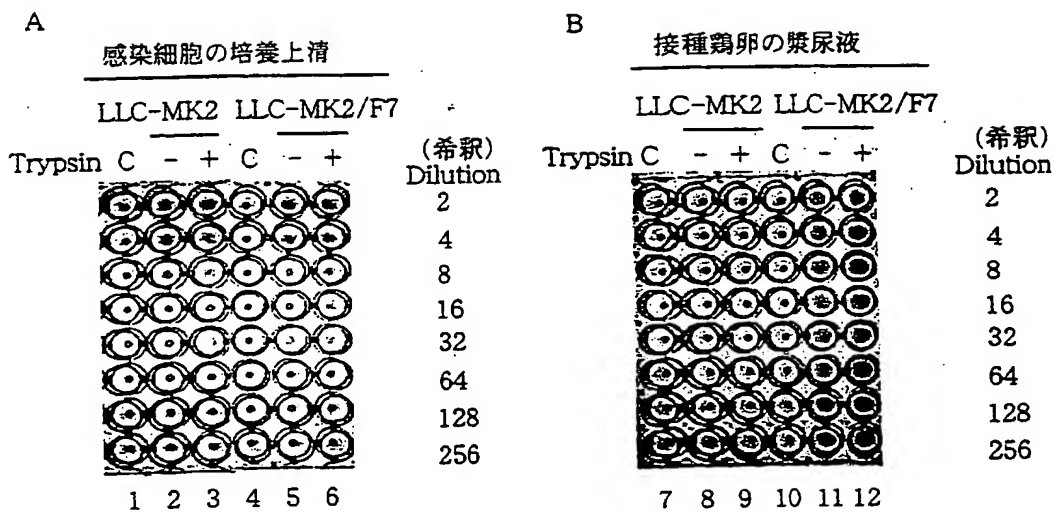 A
感染細胞の培養上清
LLC-MK2 LLC-MK2/F7
Trypsin C - + C - +
(希釈)
Dilution
2
4
8
16
32
64
128
256
1 2 3 4 5 6
B
接種鶏卵の漿尿液
LLC-MK2 LLC-MK2/F7
Trypsin C - + C - +
(希釈)
Dilution
2
4
8
16
32
64
128
256
7 8 9 10 11 12